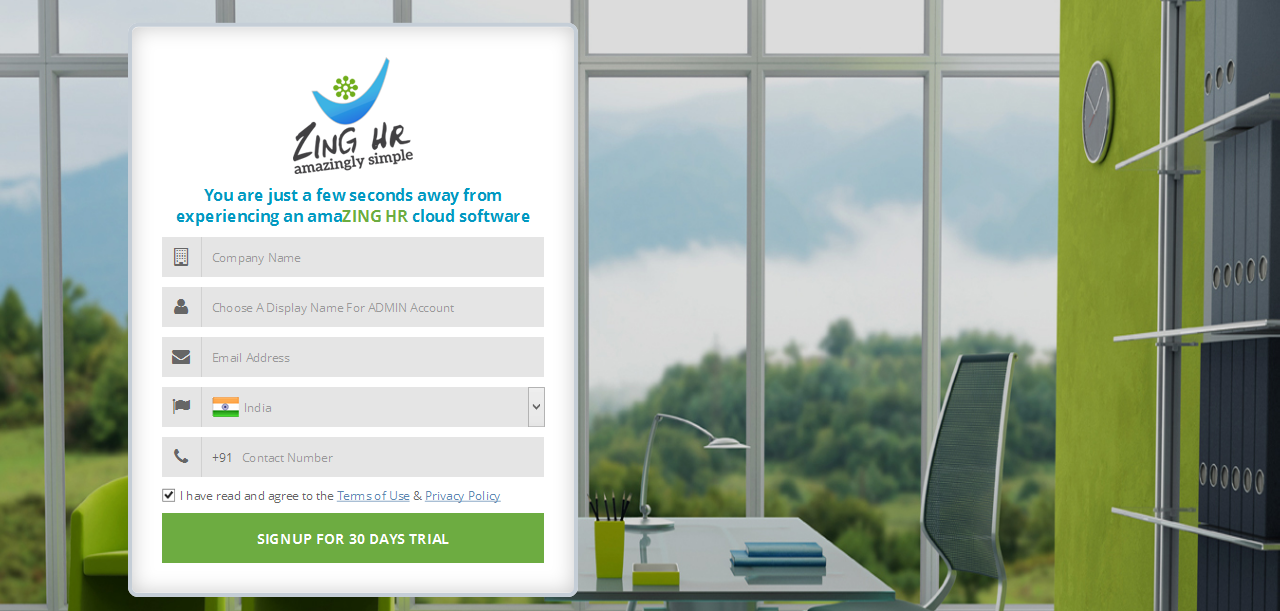 ZING HR
amazingly simple
You are just a few seconds away from
experiencing an amaZING HR cloud software
Company Name
Choose A Display Name For ADMIN Account
Email Address
India
+91 Contact Number
I have read and agree to the Terms of Use & Privacy Policy
SIGNUP FOR 30 DAYS TRIAL